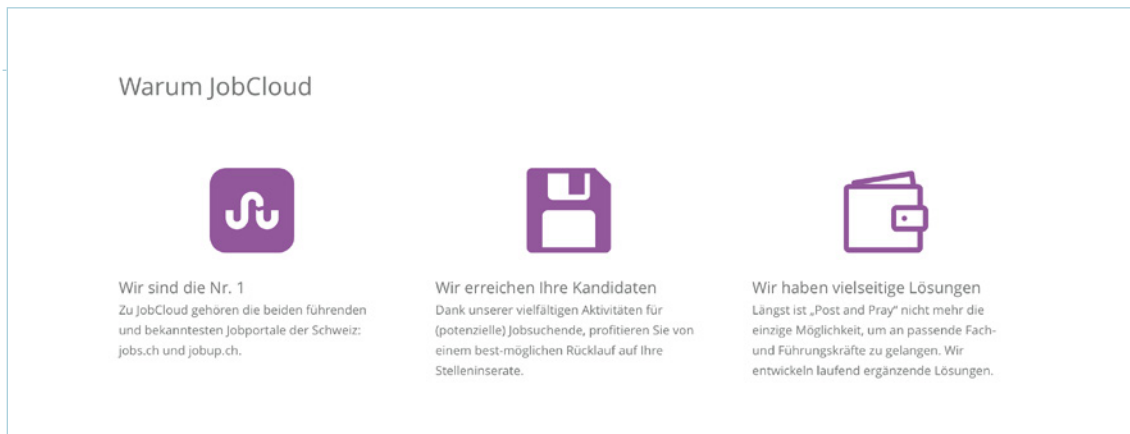 Warum JobCloud
Wir sind die Nr. 1
Zu JobCloud gehören die beiden führenden
und bekanntesten Jobportale der Schweiz:
jobs.ch und jobup.ch.
Wir erreichen Ihre Kandidaten
Dank unserer vielfältigen Aktivitäten für
(potenzielle) Jobsuchende, profitieren Sie von
einem best-möglichen Rücklauf auf Ihre
Stelleninserate.
Wir haben vielseitige Lösungen
Längst ist „Post and Pray“ nicht mehr die
einzige Möglichkeit, um an passende Fach-
und Führungskräfte zu gelangen. Wir
entwickeln laufend ergänzende Lösungen.